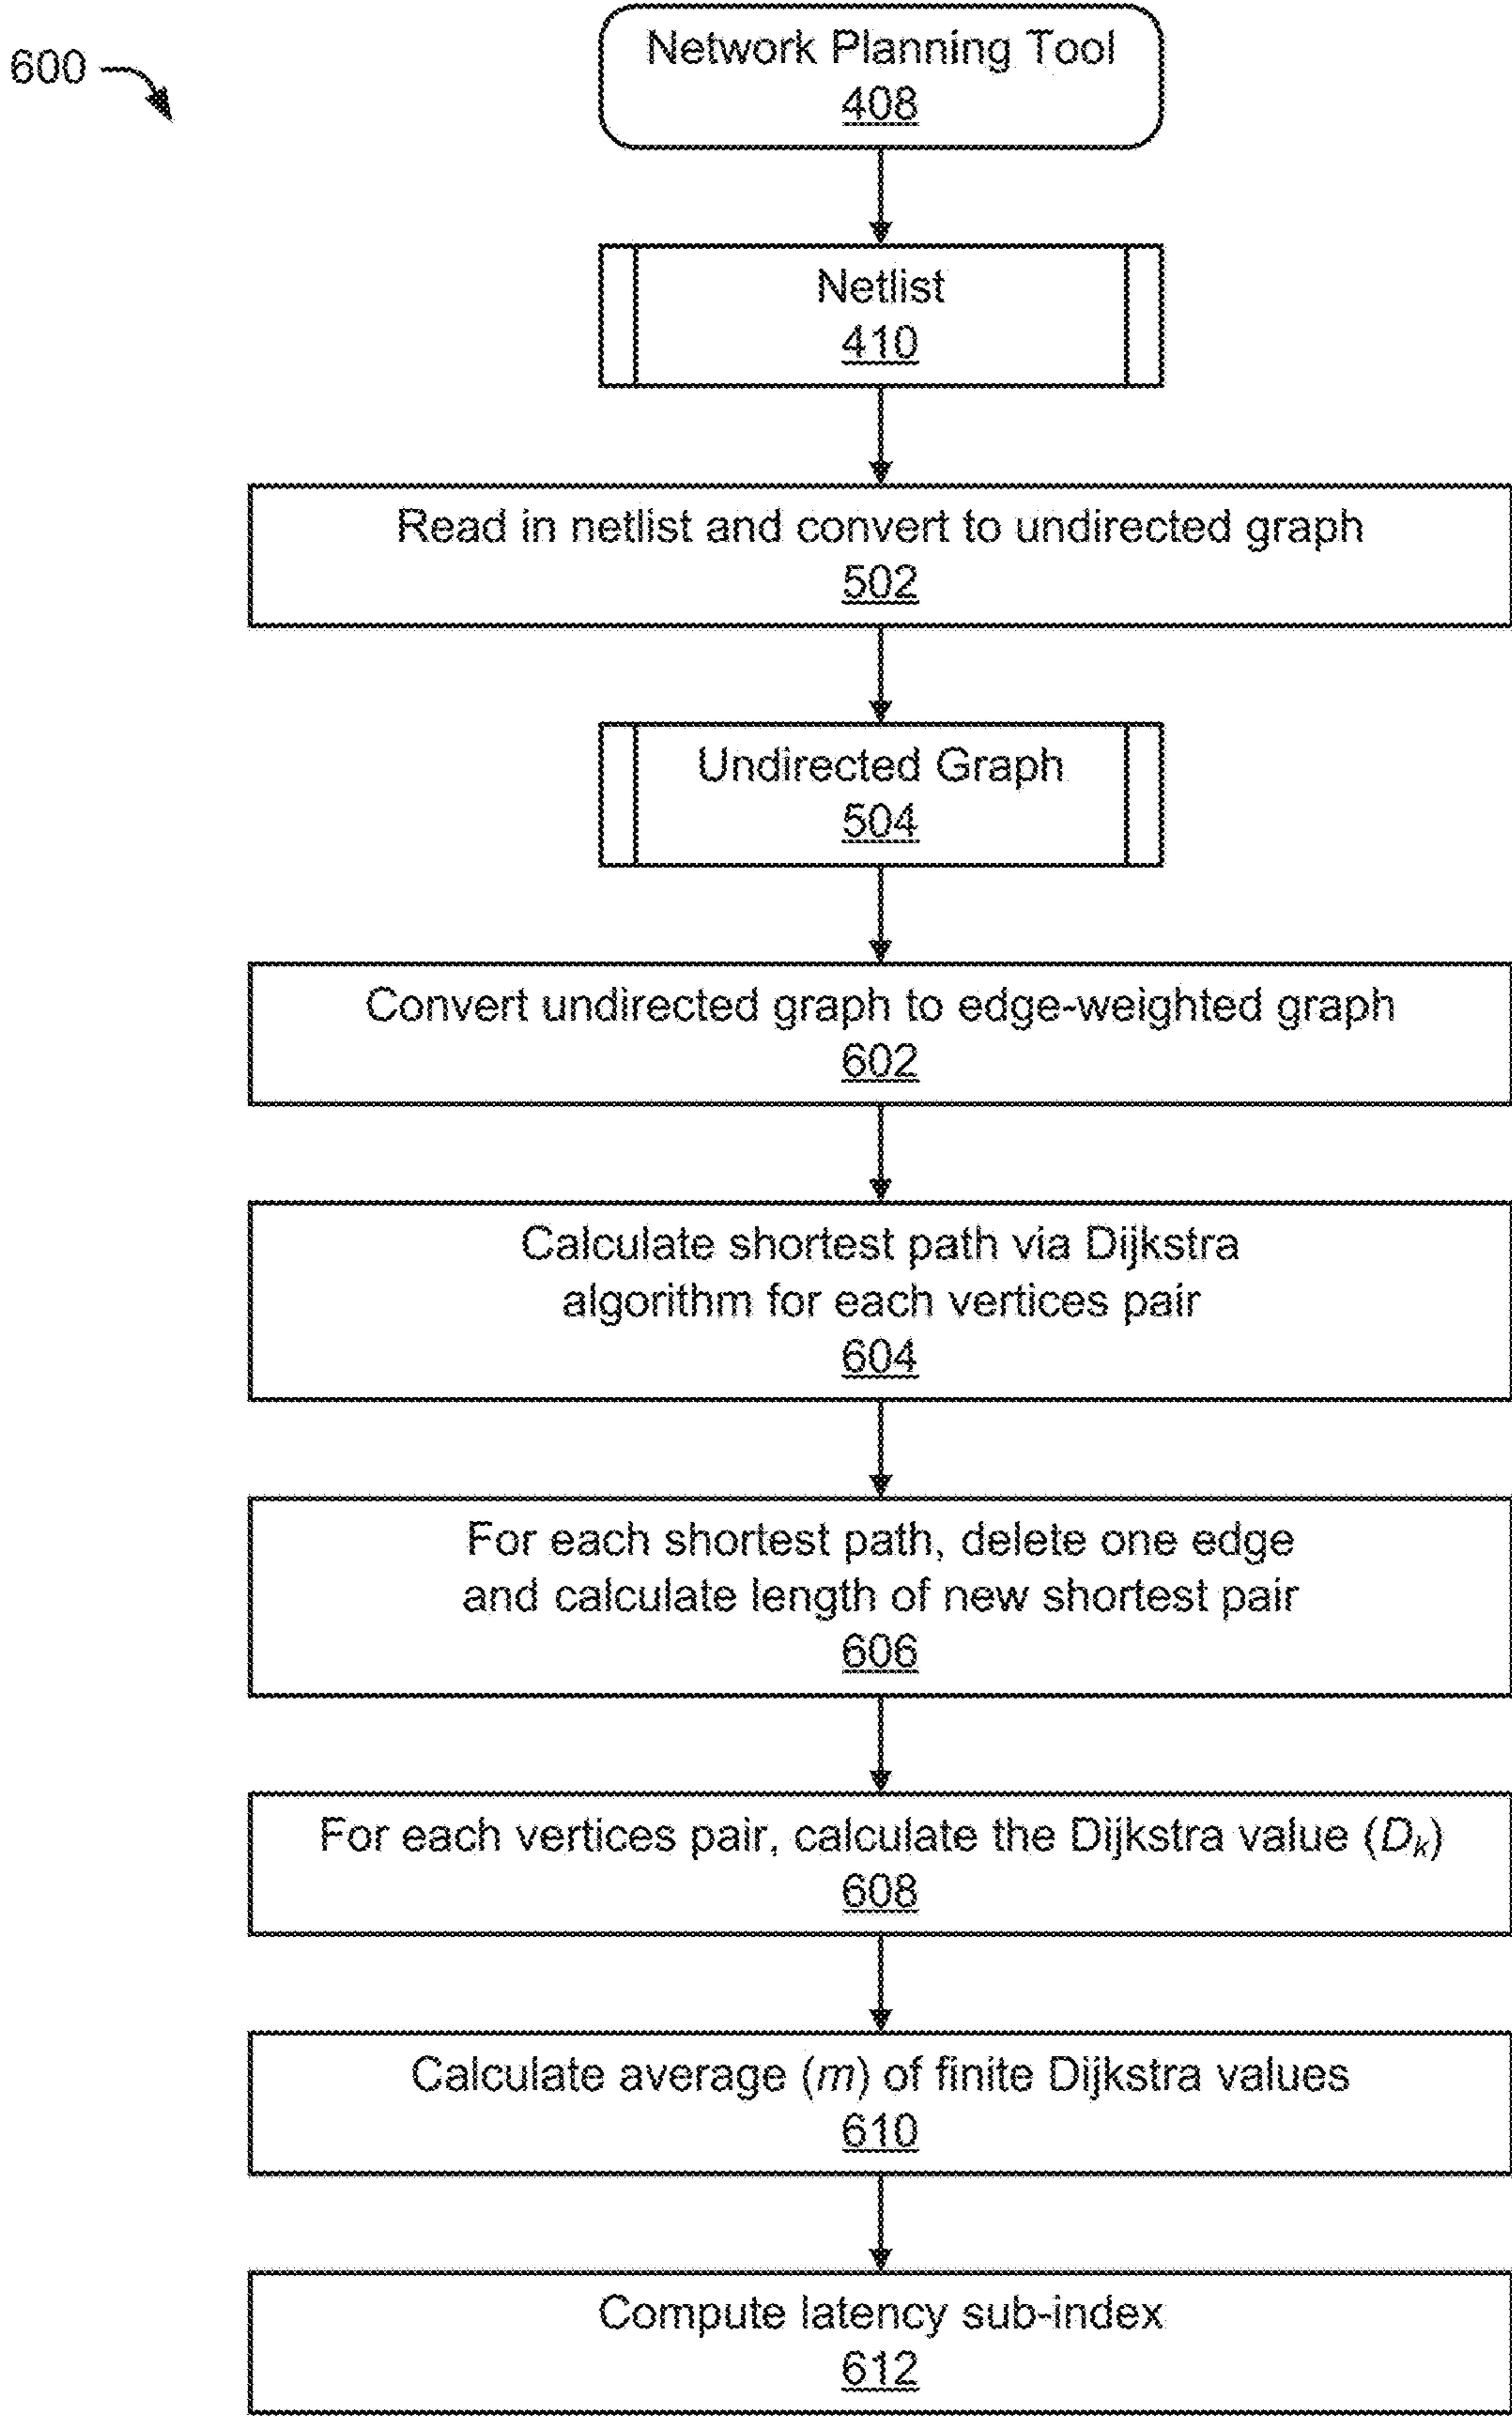 600
Network Planning Tool
408
Netlist
410
Read in netlist and convert to undirected graph
502
Undirected Graph
504
Convert undirected graph to edge-weighted graph
602
Calculate shortest path via Dijkstra
algorithm for each vertices pair
604
For each shortest path, delete one edge
and calculate length of new shortest pair
606
For each vertices pair, calculate the Dijkstra value (Dk)
608
Calculate average (m) of finite Dijkstra values
610
Compute latency sub-index
612